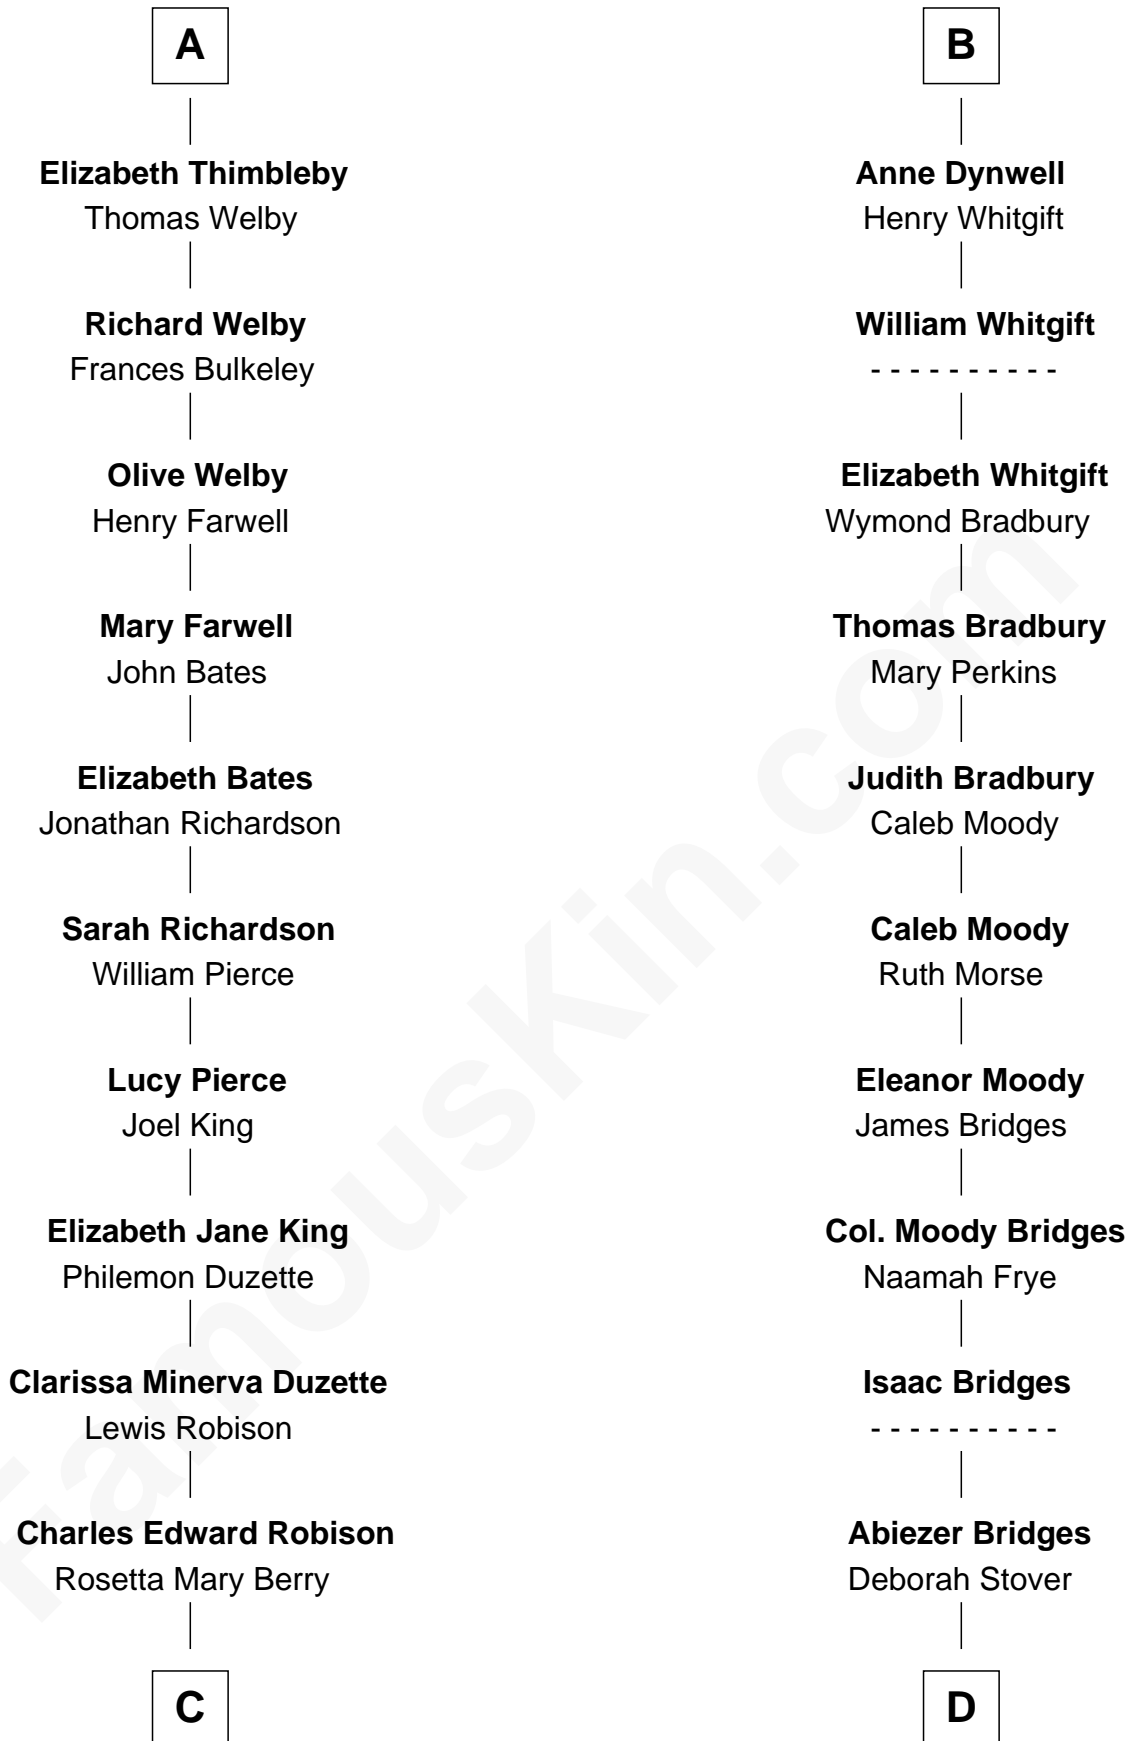 A
Elizabeth Thimbleby
Thomas Welby
Richard Welby
Frances Bulkeley
Olive Welby
Henry Farwell
Mary Farwell
John Bates
Elizabeth Bates
Jonathan Richardson
Sarah Richardson
William Pierce
Lucy Pierce
Joel King
Elizabeth Jane King
Philemon Duzette
Clarissa Minerva Duzette
Lewis Robison
Charles Edward Robison
Rosetta Mary Berry
C
B
Anne Dynwell
Henry Whitgift
William Whitgift
- - - - - - - - - -
Elizabeth Whitgift
Wymond Bradbury
Thomas Bradbury
Mary Perkins
Judith Bradbury
Caleb Moody
Caleb Moody
Ruth Morse
Eleanor Moody
James Bridges
Col. Moody Bridges
Naamah Frye
Isaac Bridges
- - - - - - - - - -
Abiezer Bridges
Deborah Stover
D
FamousKin.com